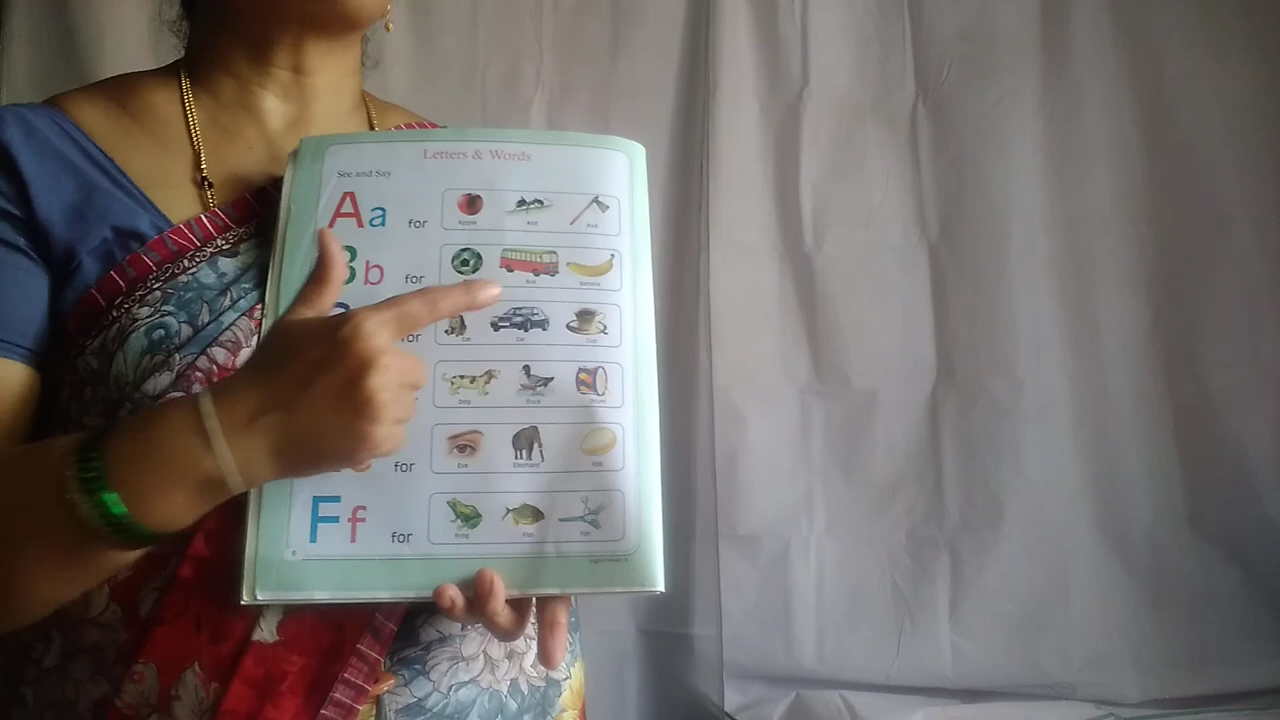 Letters & Words
See and Say
Aa for
Apple Ant Axe
Bb for
Bus Banana
for
Cat Car Cup
Dog Duck Drum
for
Eye Elephant Egg
Ff for
Frog Fish Fan
6